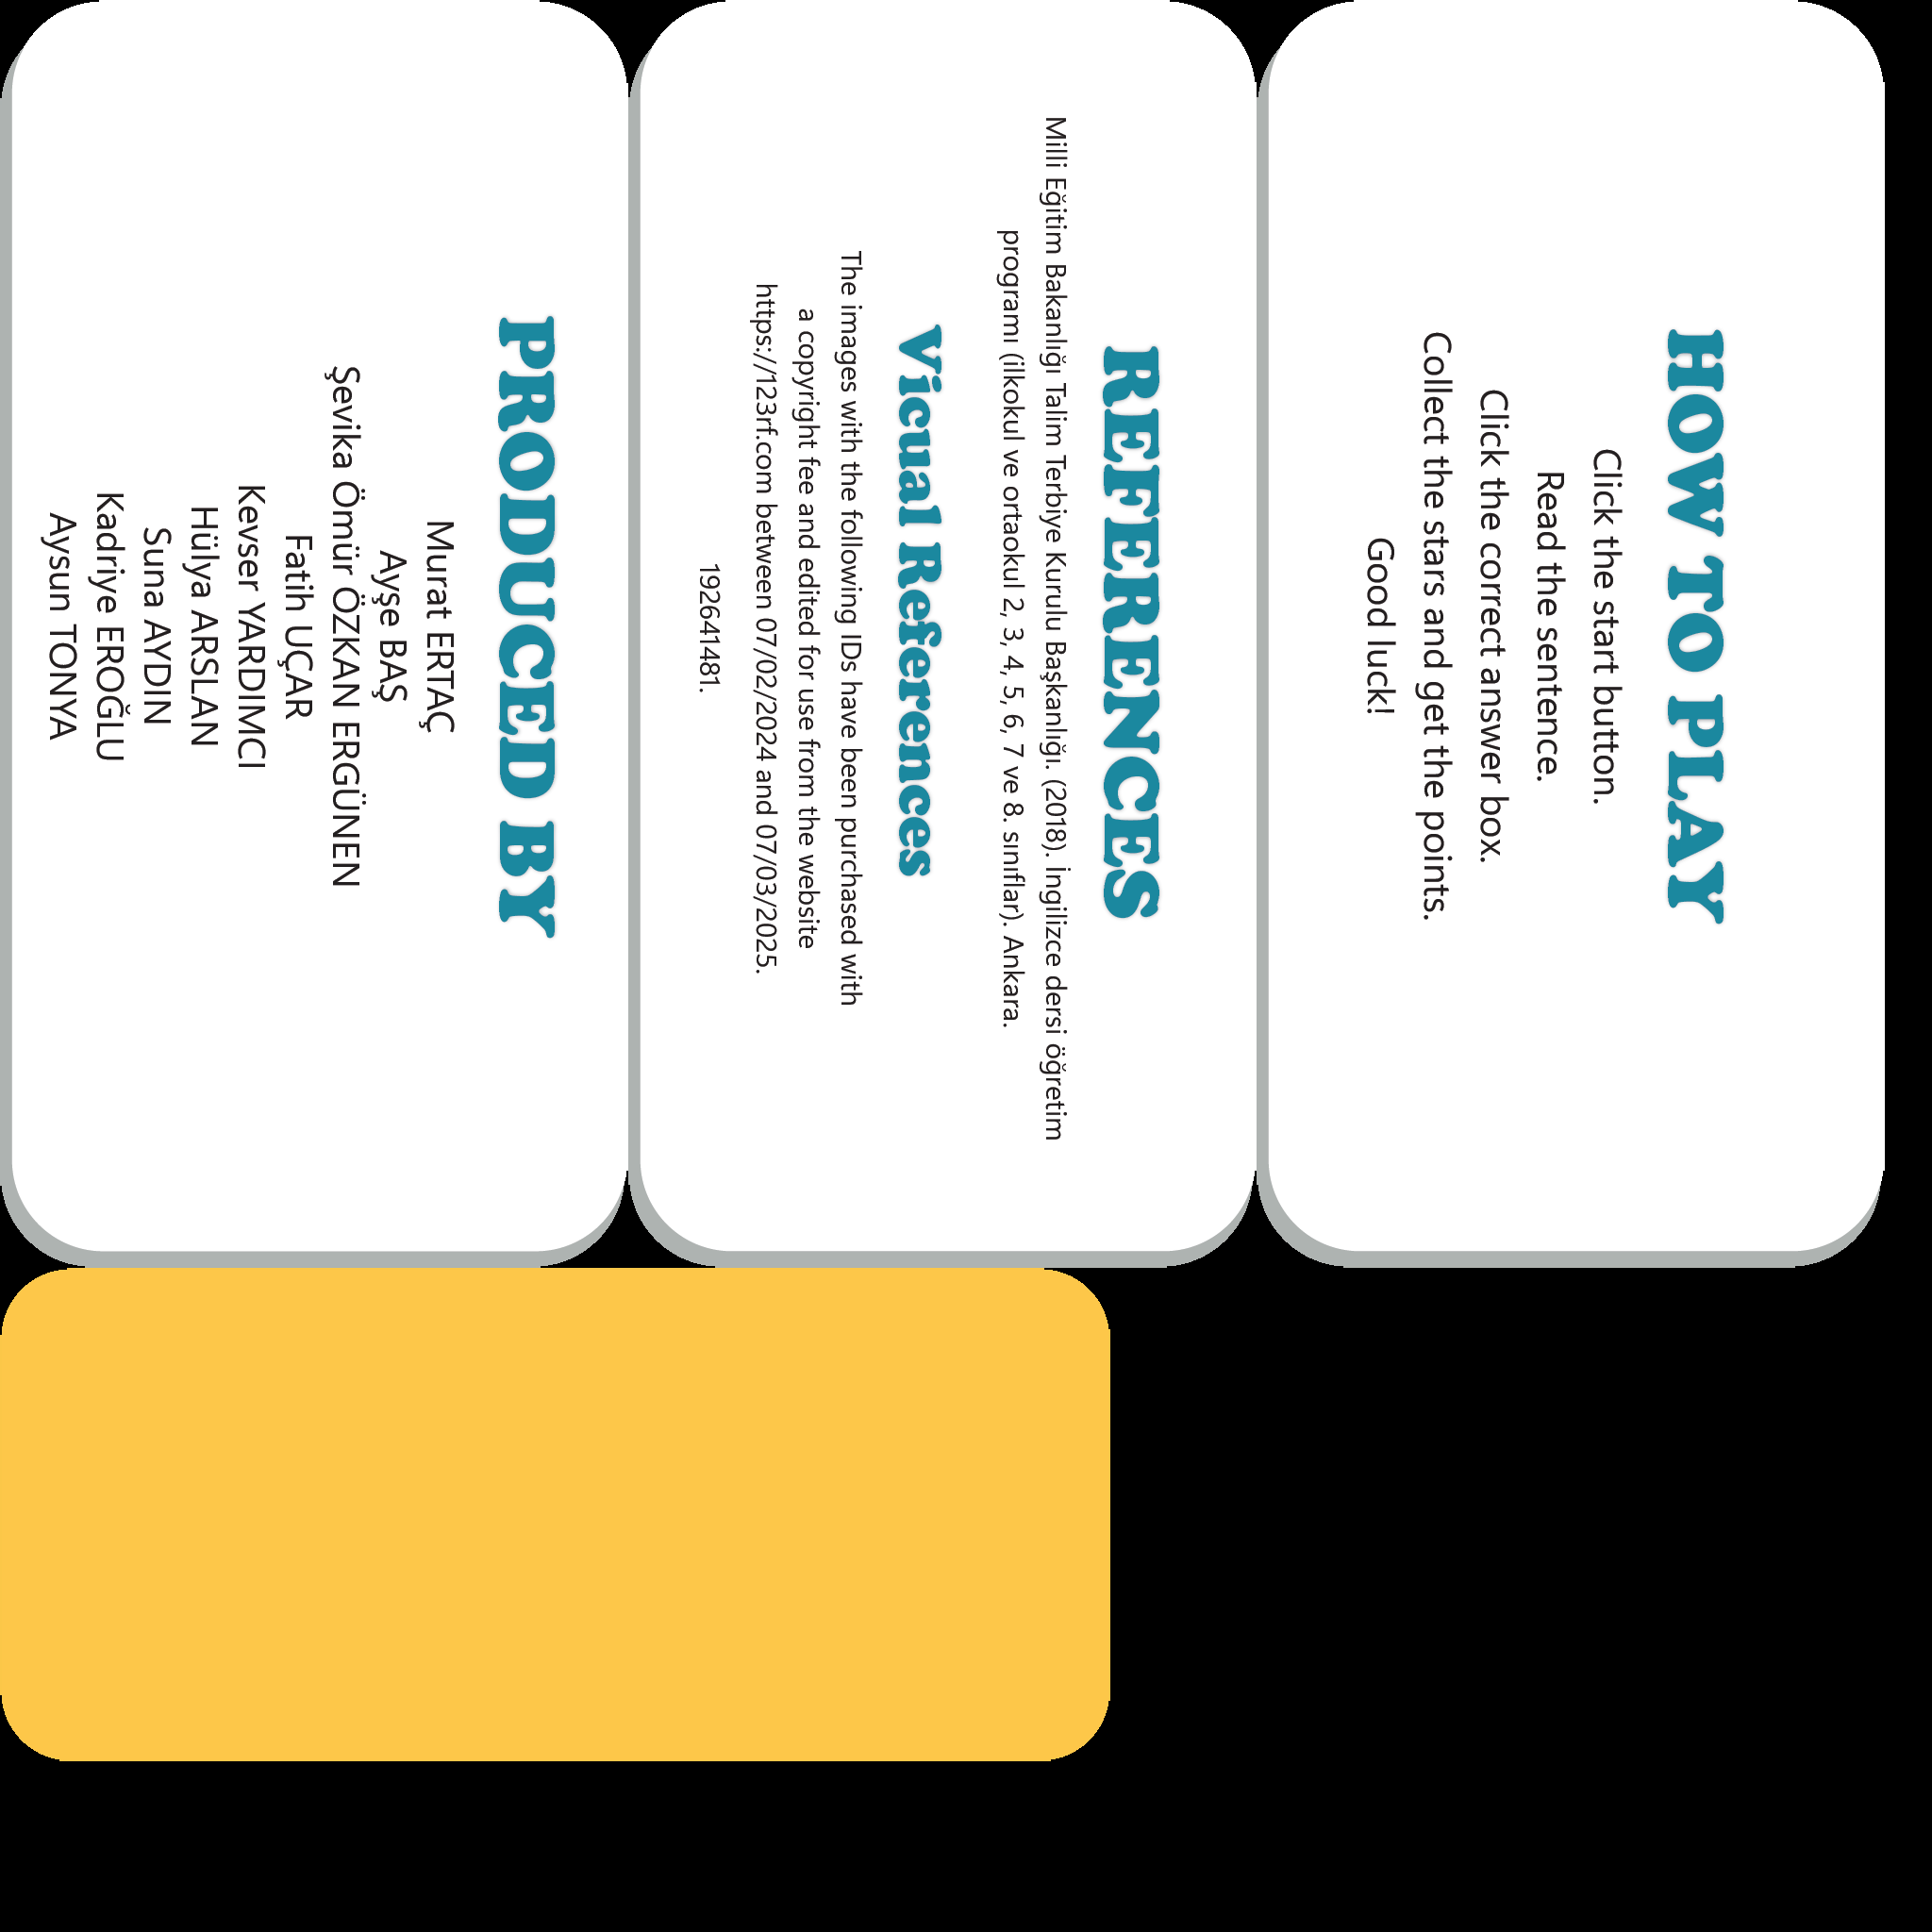 HOW TO PLAY
Click the start button.
Read the sentence.
Click the correct answer box.
Collect the stars and get the points.
Good luck!
REFERENCES
Milli Eğitim Bakanlığı Talim Terbiye Kurulu Başkanlığı. (2018). İngilizce dersi öğretim
programı (ilkokul ve ortaokul 2, 3, 4, 5, 6, 7 ve 8. sınıflar). Ankara.
Vicual References
The images with the following IDs have been purchased with
a copyright fee and edited for use from the website
https://123rf.com between 07/02/2024 and 07/03/2025.
192641481.
PRODUCED BY
Murat ERTAÇ
Ayşe BAŞ
Şevika Ömür ÖZKAN ERGÜNEN
Fatih UÇAR
Kevser YARDIMCI
Hülya ARSLAN
Suna AYDIN
Kadriye EROĞLU
Aysun TONYA